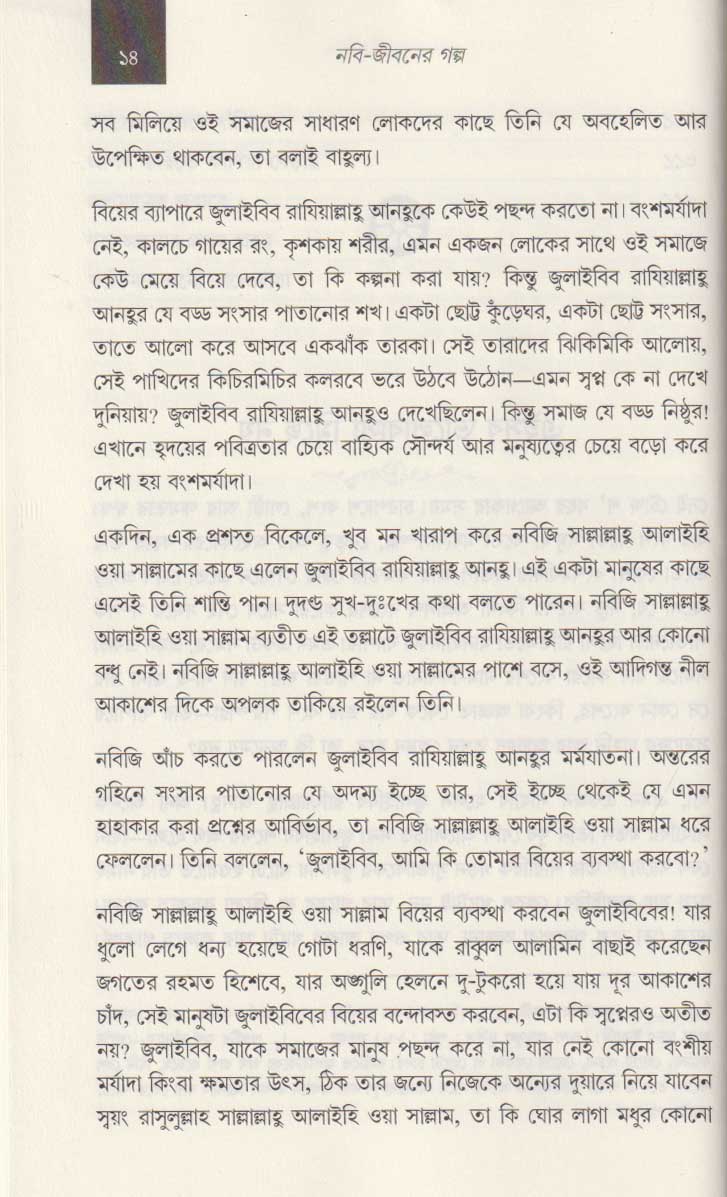 ১৪
নবি-জীবনের গল্প
সব মিলিয়ে ওই সমাজের সাধারণ লোকদের কাছে তিনি যে অবহেলিত আর
উপেক্ষিত থাকবেন, তা বলাই বাহুল্য।
বিয়ের ব্যাপারে জুলাইবিব রাযিয়াল্লাহু আনহুকে কেউই পছন্দ করতো না। বংশমর্যাদা
নেই, কালচে গায়ের রং, কৃশকায় শরীর, এমন একজন লোকের সাথে ওই সমাজে
কেউ মেয়ে বিয়ে দেবে, তা কি কল্পনা করা যায়? কিন্তু জুলাইবিব রাযিয়াল্লাহু
আনহুর যে বড্ড সংসার পাতানোর শখ। একটা ছোট্ট কুঁড়েঘর, একটা ছোট্ট সংসার,
তাতে আলো করে আসবে একঝাঁক তারকা। সেই তারাদের ঝিকিমিকি আলোয়,
সেই পাখিদের কিচিরমিচির কলরবে ভরে উঠবে উঠোন—এমন স্বপ্ন কে না দেখে
দুনিয়ায়? জুলাইবিব রাযিয়াল্লাহু আনহুও দেখেছিলেন। কিন্তু সমাজ যে বড্ড নিষ্ঠুর!
এখানে হৃদয়ের পবিত্রতার চেয়ে বাহ্যিক সৌন্দর্য আর মনুষ্যত্বের চেয়ে বড়ো করে
দেখা হয় বংশমর্যাদা।
একদিন, এক প্রশস্ত বিকেলে, খুব মন খারাপ করে নবিজি সাল্লাল্লাহু আলাইহি
ওয়া সাল্লামের কাছে এলেন জুলাইবিব রাযিয়াল্লাহু আনহু। এই একটা মানুষের কাছে
এসেই তিনি শান্তি পান। দুদণ্ড সুখ-দুঃখের কথা বলতে পারেন। নবিজি সাল্লাল্লাহু
আলাইহি ওয়া সাল্লাম ব্যতীত এই তল্লাটে জুলাইবিব রাযিয়াল্লাহু আনহুর আর কোনো
বন্ধু নেই। নবিজি সাল্লাল্লাহু আলাইহি ওয়া সাল্লামের পাশে বসে, ওই আদিগন্ত নীল
আকাশের দিকে অপলক তাকিয়ে রইলেন তিনি।
নবিজি আঁচ করতে পারলেন জুলাইবিব রাযিয়াল্লাহু আনহুর মর্মযাতনা। অন্তরের
গহিনে সংসার পাতানোর যে অদম্য ইচ্ছে তার, সেই ইচ্ছে থেকেই যে এমন
হাহাকার করা প্রশ্নের আবির্ভাব, তা নবিজি সাল্লাল্লাহু আলাইহি ওয়া সাল্লাম ধরে
ফেললেন। তিনি বললেন, ‘জুলাইবিব, আমি কি তোমার বিয়ের ব্যবস্থা করবো?’
নবিজি সাল্লাল্লাহু আলাইহি ওয়া সাল্লাম বিয়ের ব্যবস্থা করবেন জুলাইবিবের! যার
ধুলো লেগে ধন্য হয়েছে গোটা ধরণি, যাকে রাব্বুল আলামিন বাছাই করেছেন
জগতের রহমত হিশেবে, যার অঙ্গুলি হেলনে দু-টুকরো হয়ে যায় দূর আকাশের
চাঁদ, সেই মানুষটা জুলাইবিবের বিয়ের বন্দোবস্ত করবেন, এটা কি স্বপ্নেরও অতীত
নয়? জুলাইবিব, যাকে সমাজের মানুষ পছন্দ করে না, যার নেই কোনো বংশীয়
মর্যাদা কিংবা ক্ষমতার উৎস, ঠিক তার জন্যে নিজেকে অন্যের দুয়ারে নিয়ে যাবেন
স্বয়ং রাসুলুল্লাহ সাল্লাল্লাহু আলাইহি ওয়া সাল্লাম, তা কি ঘোর লাগা মধুর কোনো